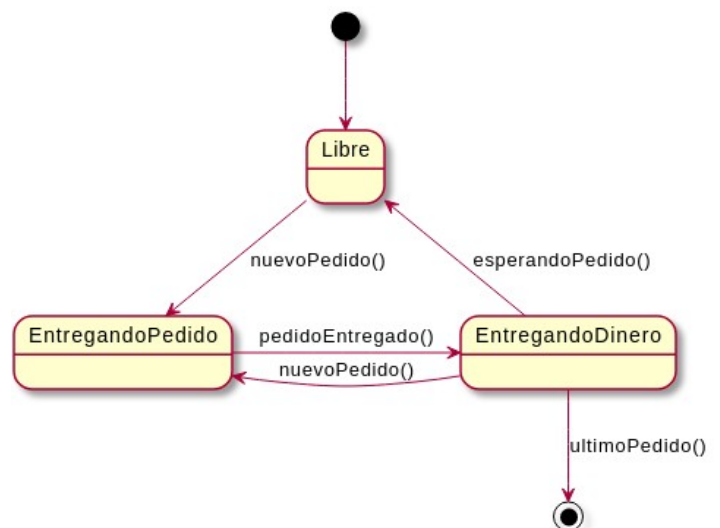 Libre
nuevoPedido()
esperandoPedido()
EntregandoPedido
pedidoEntregado()
EntregandoDinero
nuevoPedido()
ultimoPedido()